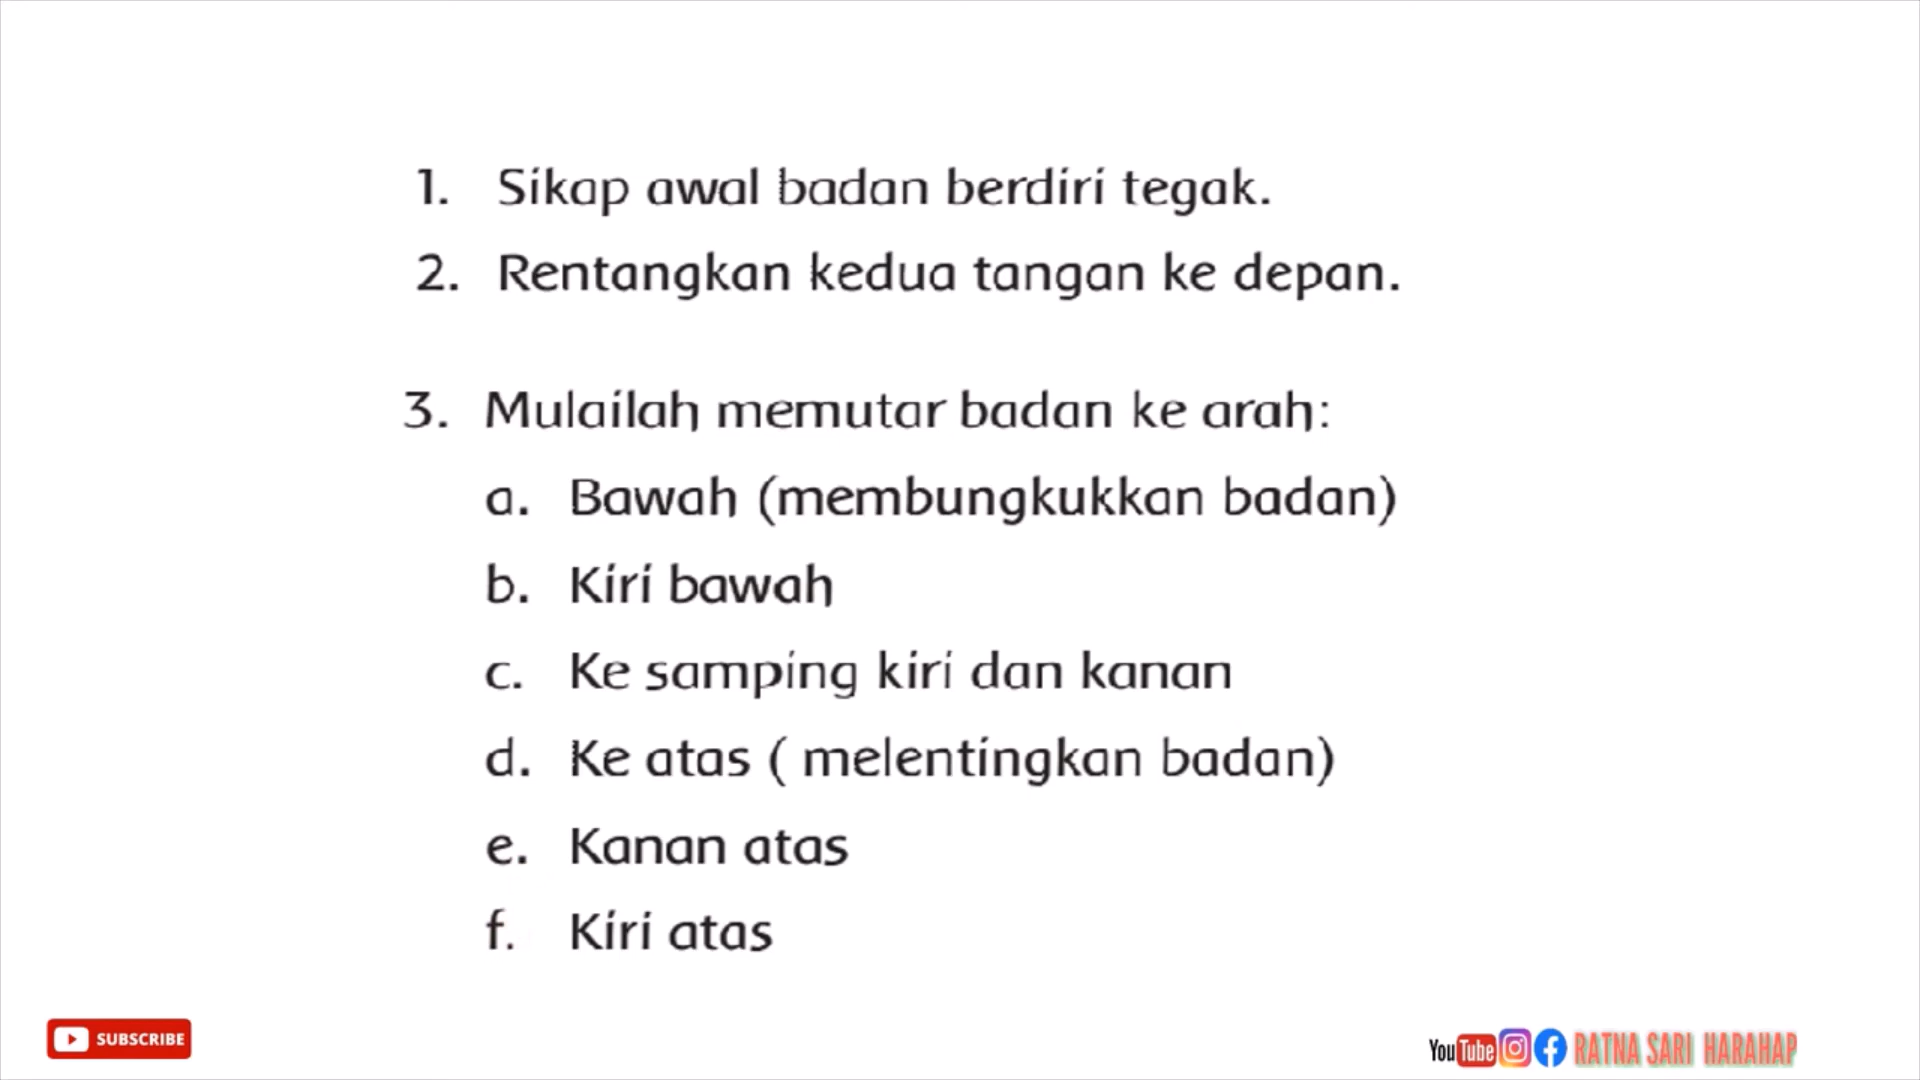 1. Sikap awal badan berdiri tegak.
2. Rentangkan kedua tangan ke depan.
3. Mulailah memutar badan ke arah:
a. Bawah (membungkukkan badan)
b. Kiri bawah
c. Ke samping kiri dan kanan
d. Ke atas ( melentingkan badan)
e. Kanan atas
f. Kiri atas
SUBSCRIBE
YouTube RATNA SARI HARAHAP